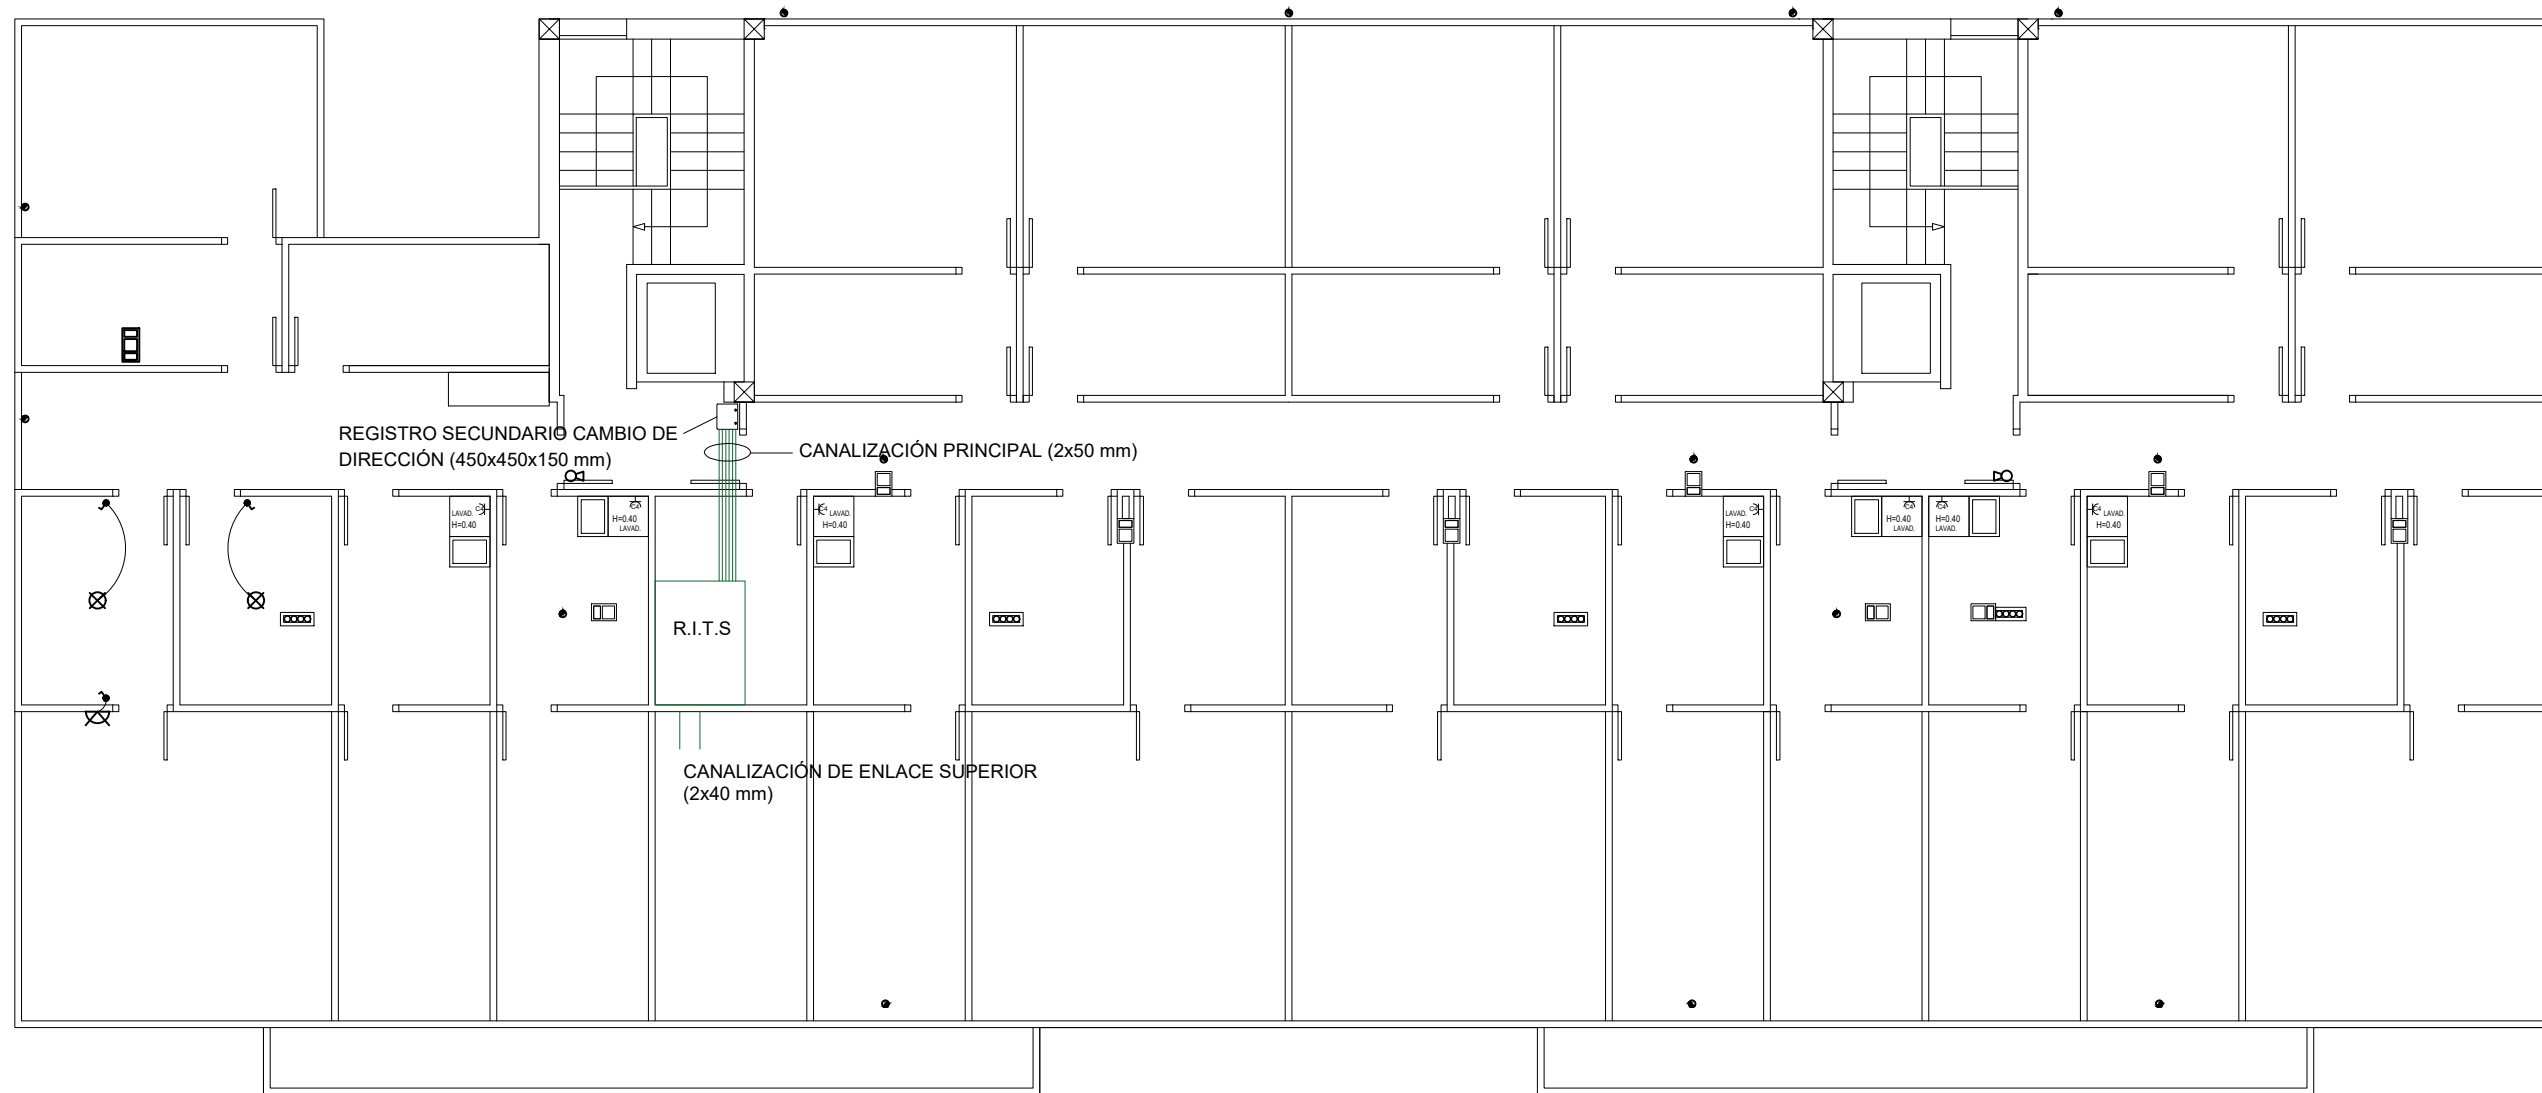 REGISTRO SECUNDARIO CAMBIO DE
DIRECCIÓN (450x450x150 mm)
CANALIZACIÓN PRINCIPAL (2x50 mm)
LAVAD.
H=0.40
H=0.40
LAVAD.
C4
LAVAD.
H=0.40
LAVAD.
H=0.40
H=0.40
LAVAD.
H=0.40
LAVAD.
C4
LAVAD.
H=0.40
R.I.T.S
CANALIZACIÓN DE ENLACE SUPERIOR
(2x40 mm)